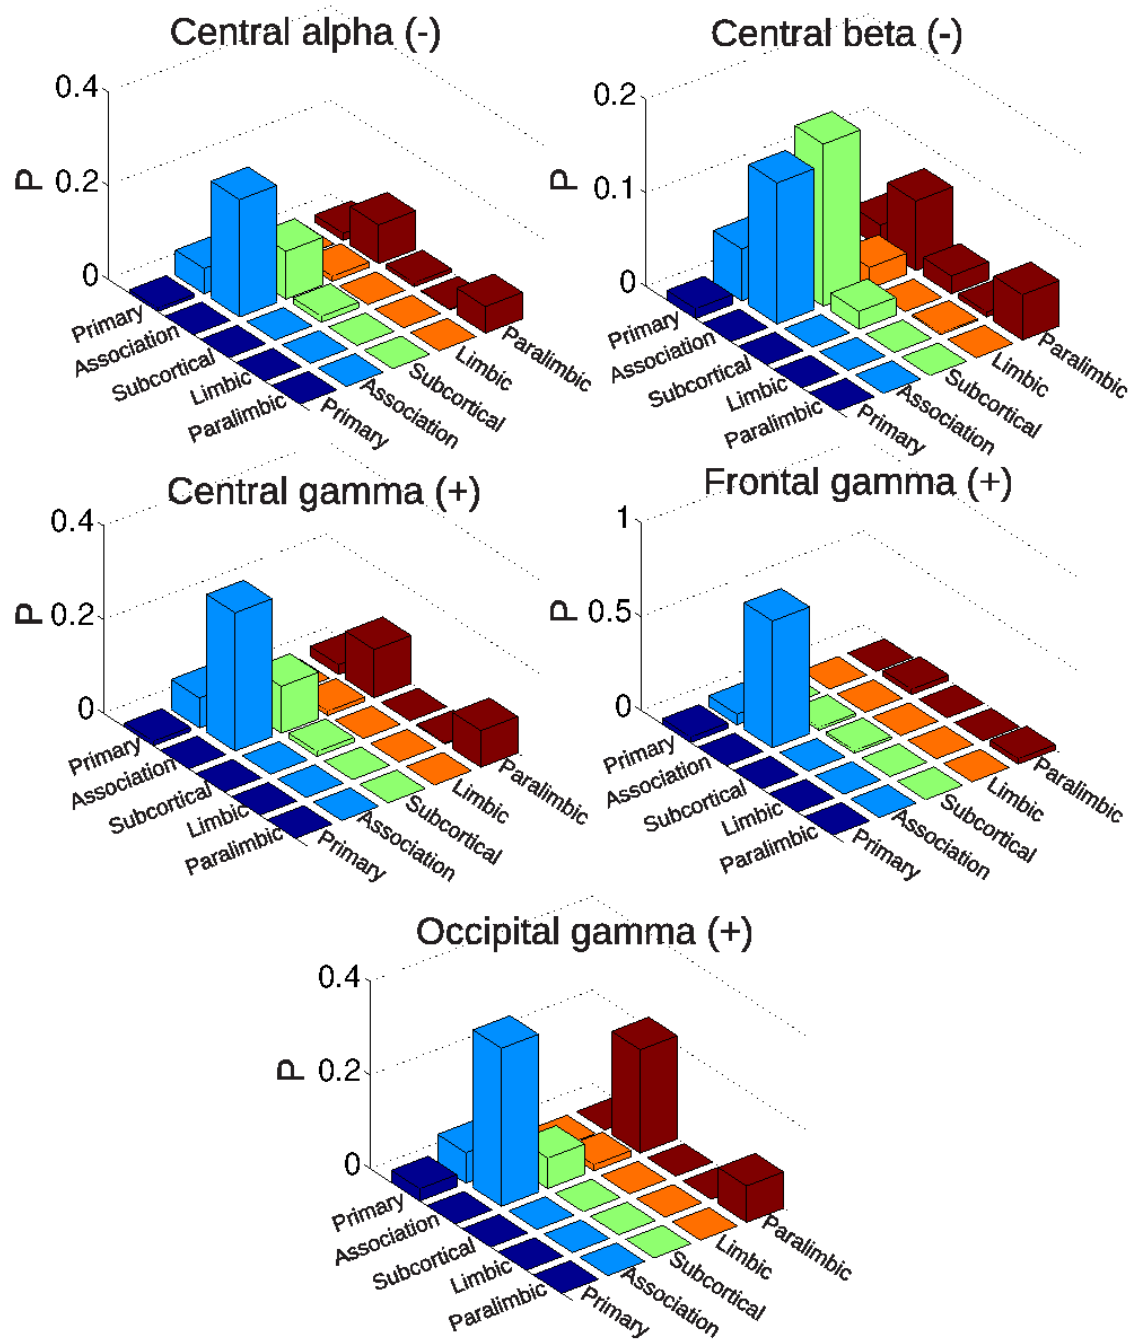 Central alpha (-)
P
0.4
0.2
0
Primary
Association
Subcortical
Limbic
Paralimbic
Primary
Association
Subcortical
Limbic
Paralimbic
Central beta (-)
P
0.2
0.1
0
Primary
Association
Subcortical
Limbic
Paralimbic
Primary
Association
Subcortical
Limbic
Paralimbic
Central gamma (+)
P
0.4
0.2
0
Primary
Association
Subcortical
Limbic
Paralimbic
Primary
Association
Subcortical
Limbic
Paralimbic
Frontal gamma (+)
P
1
0.5
0
Primary
Association
Subcortical
Limbic
Paralimbic
Primary
Association
Subcortical
Limbic
Paralimbic
Occipital gamma (+)
P
0.4
0.2
0
Primary
Association
Subcortical
Limbic
Paralimbic
Primary
Association
Subcortical
Limbic
Paralimbic